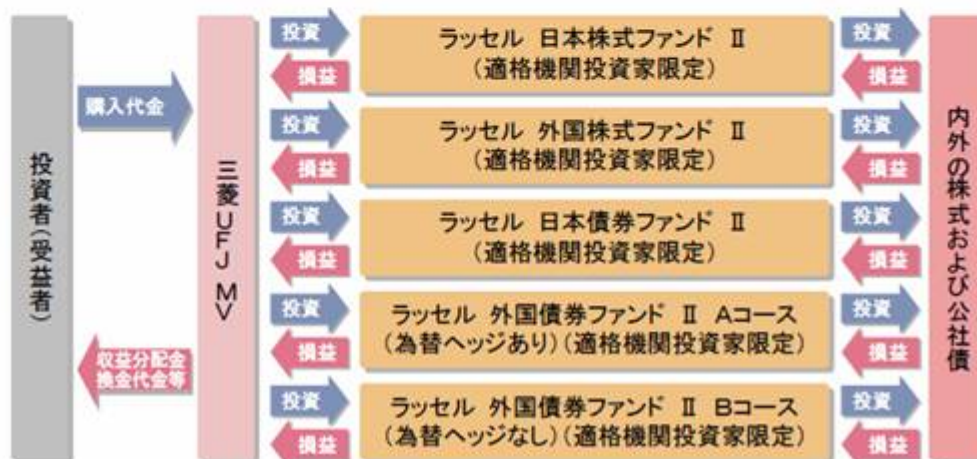 投資者(受益者)
購入代金
収益分配金
換金代金等
三菱UFJ MV
投資
損益
ラッセル 日本株式ファンド Ⅱ
(適格機関投資家限定)
投資
損益
投資
損益
ラッセル 外国株式ファンド Ⅱ
(適格機関投資家限定)
投資
損益
投資
損益
ラッセル 日本債券ファンド Ⅱ
(適格機関投資家限定)
投資
損益
投資
損益
ラッセル 外国債券ファンド Ⅱ Aコース
(為替ヘッジあり)(適格機関投資家限定)
投資
損益
投資
損益
ラッセル 外国債券ファンド Ⅱ Bコース
(為替ヘッジなし)(適格機関投資家限定)
投資
損益
内外の株式および公社債